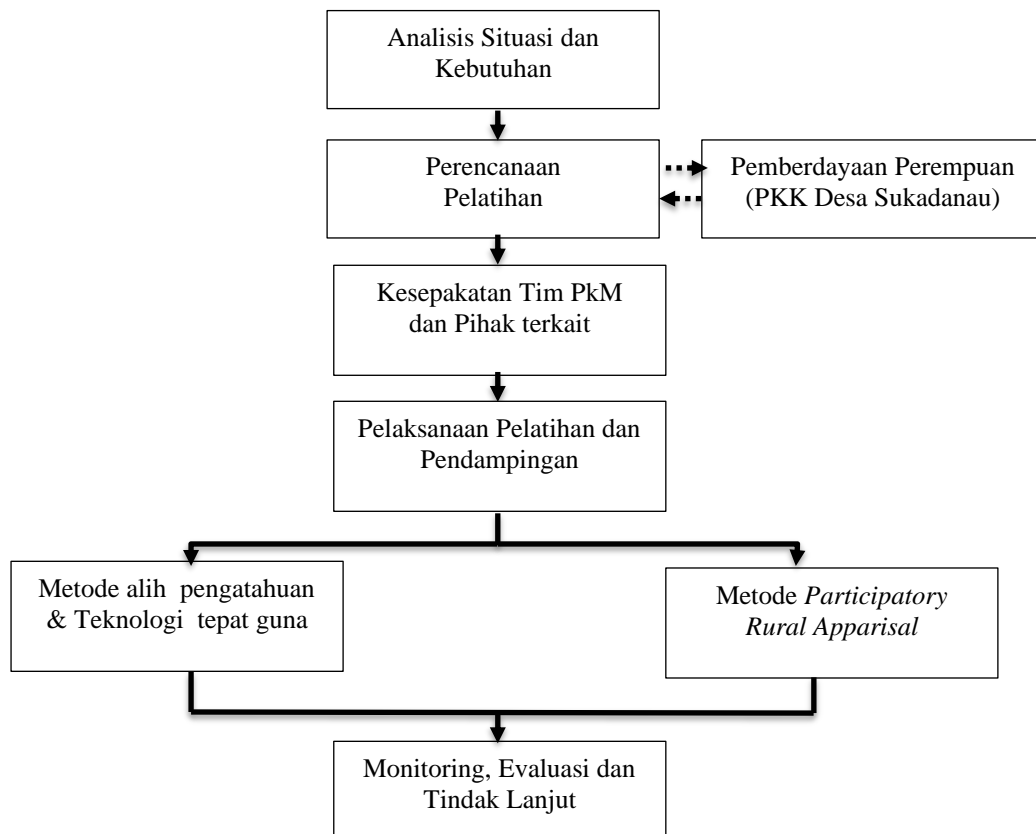 Analisis Situasi dan
Kebutuhan
Perencanaan
Pelatihan
Pemberdayaan Perempuan
(PKK Desa Sukadanau)
Kesepakatan Tim PkM
dan Pihak terkait
Pelaksanaan Pelatihan dan
Pendampingan
Metode alih  pengatahuan
& Teknologi  tepat guna
Metode Participatory
Rural Apparisal
Monitoring, Evaluasi dan
Tindak Lanjut